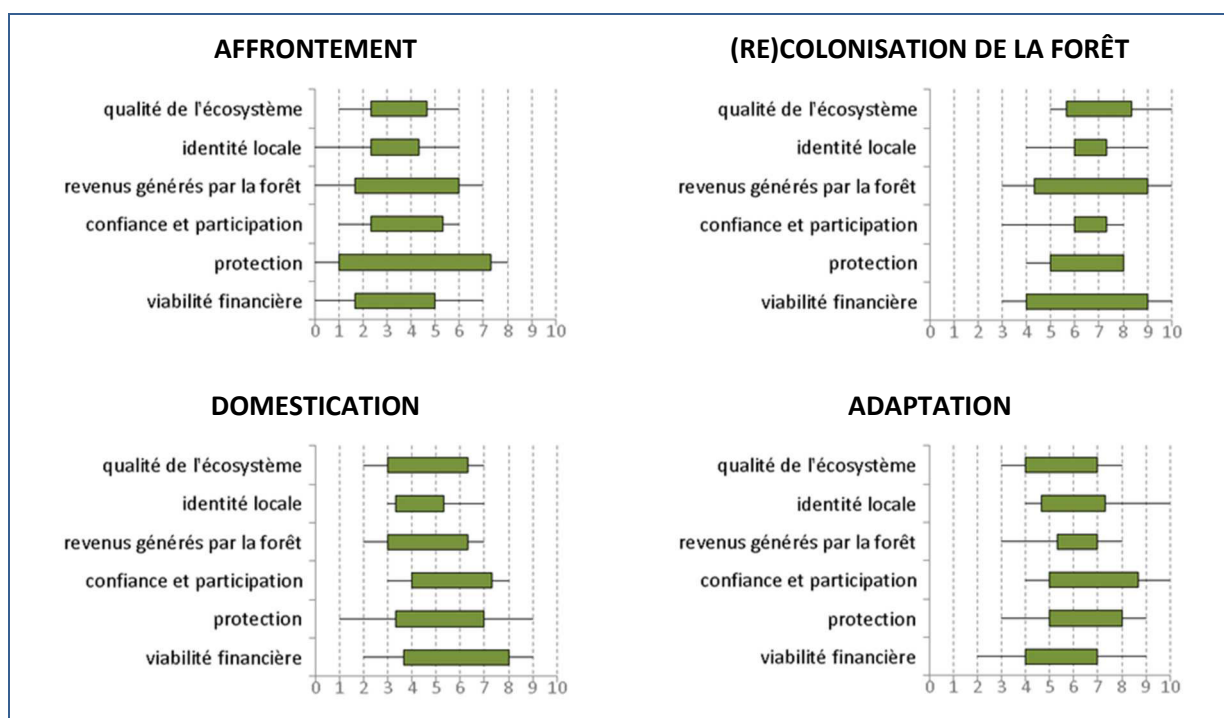 AFFRONTEMENT
qualité de l'écosystème
identité locale
revenus générés par la forêt
confiance et participation
protection
viabilité financière
0 1 2 3 4 5 6 7 8 9 10
(RE)COLONISATION DE LA FORÊT
qualité de l'écosystème
identité locale
revenus générés par la forêt
confiance et participation
protection
viabilité financière
0 1 2 3 4 5 6 7 8 9 10
DOMESTICATION
qualité de l'écosystème
identité locale
revenus générés par la forêt
confiance et participation
protection
viabilité financière
0 1 2 3 4 5 6 7 8 9 10
ADAPTATION
qualité de l'écosystème
identité locale
revenus générés par la forêt
confiance et participation
protection
viabilité financière
0 1 2 3 4 5 6 7 8 9 10